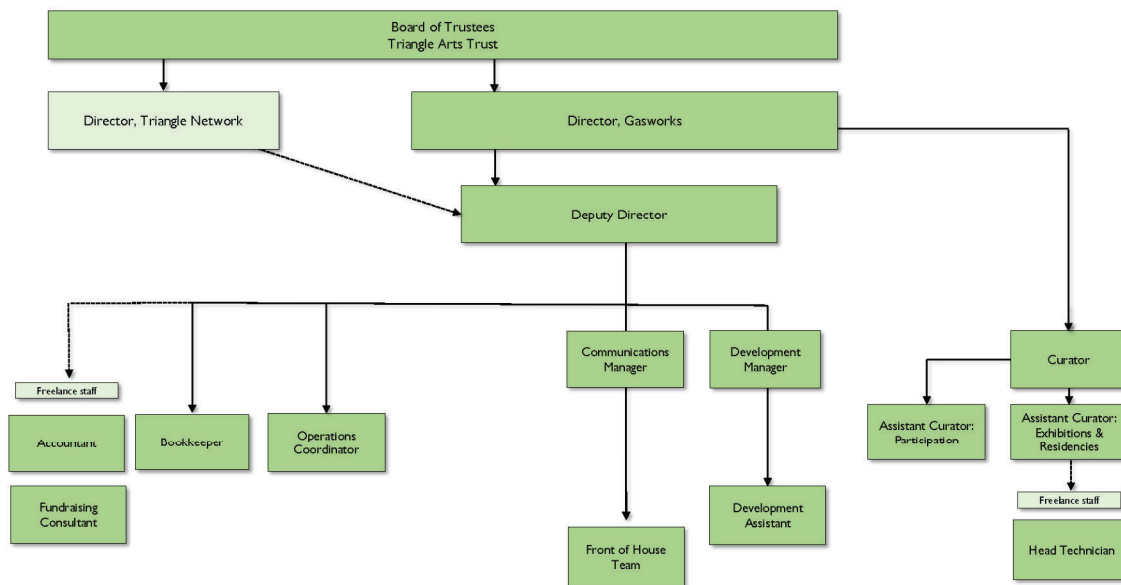 Board of Trustees
Triangle Arts Trust
Director, Triangle Network
Director, Gasworks
Deputy Director
Communications
Manager
Development
Manager
Curator
Freelance staff
Accountant
Bookkeeper
Operations
Coordinator
Assistant Curator:
Participation
Assistant Curator:
Exhibitions &
Residencies
Fundraising
Consultant
Development
Assistant
Freelance staff
Front of House
Team
Head Technician